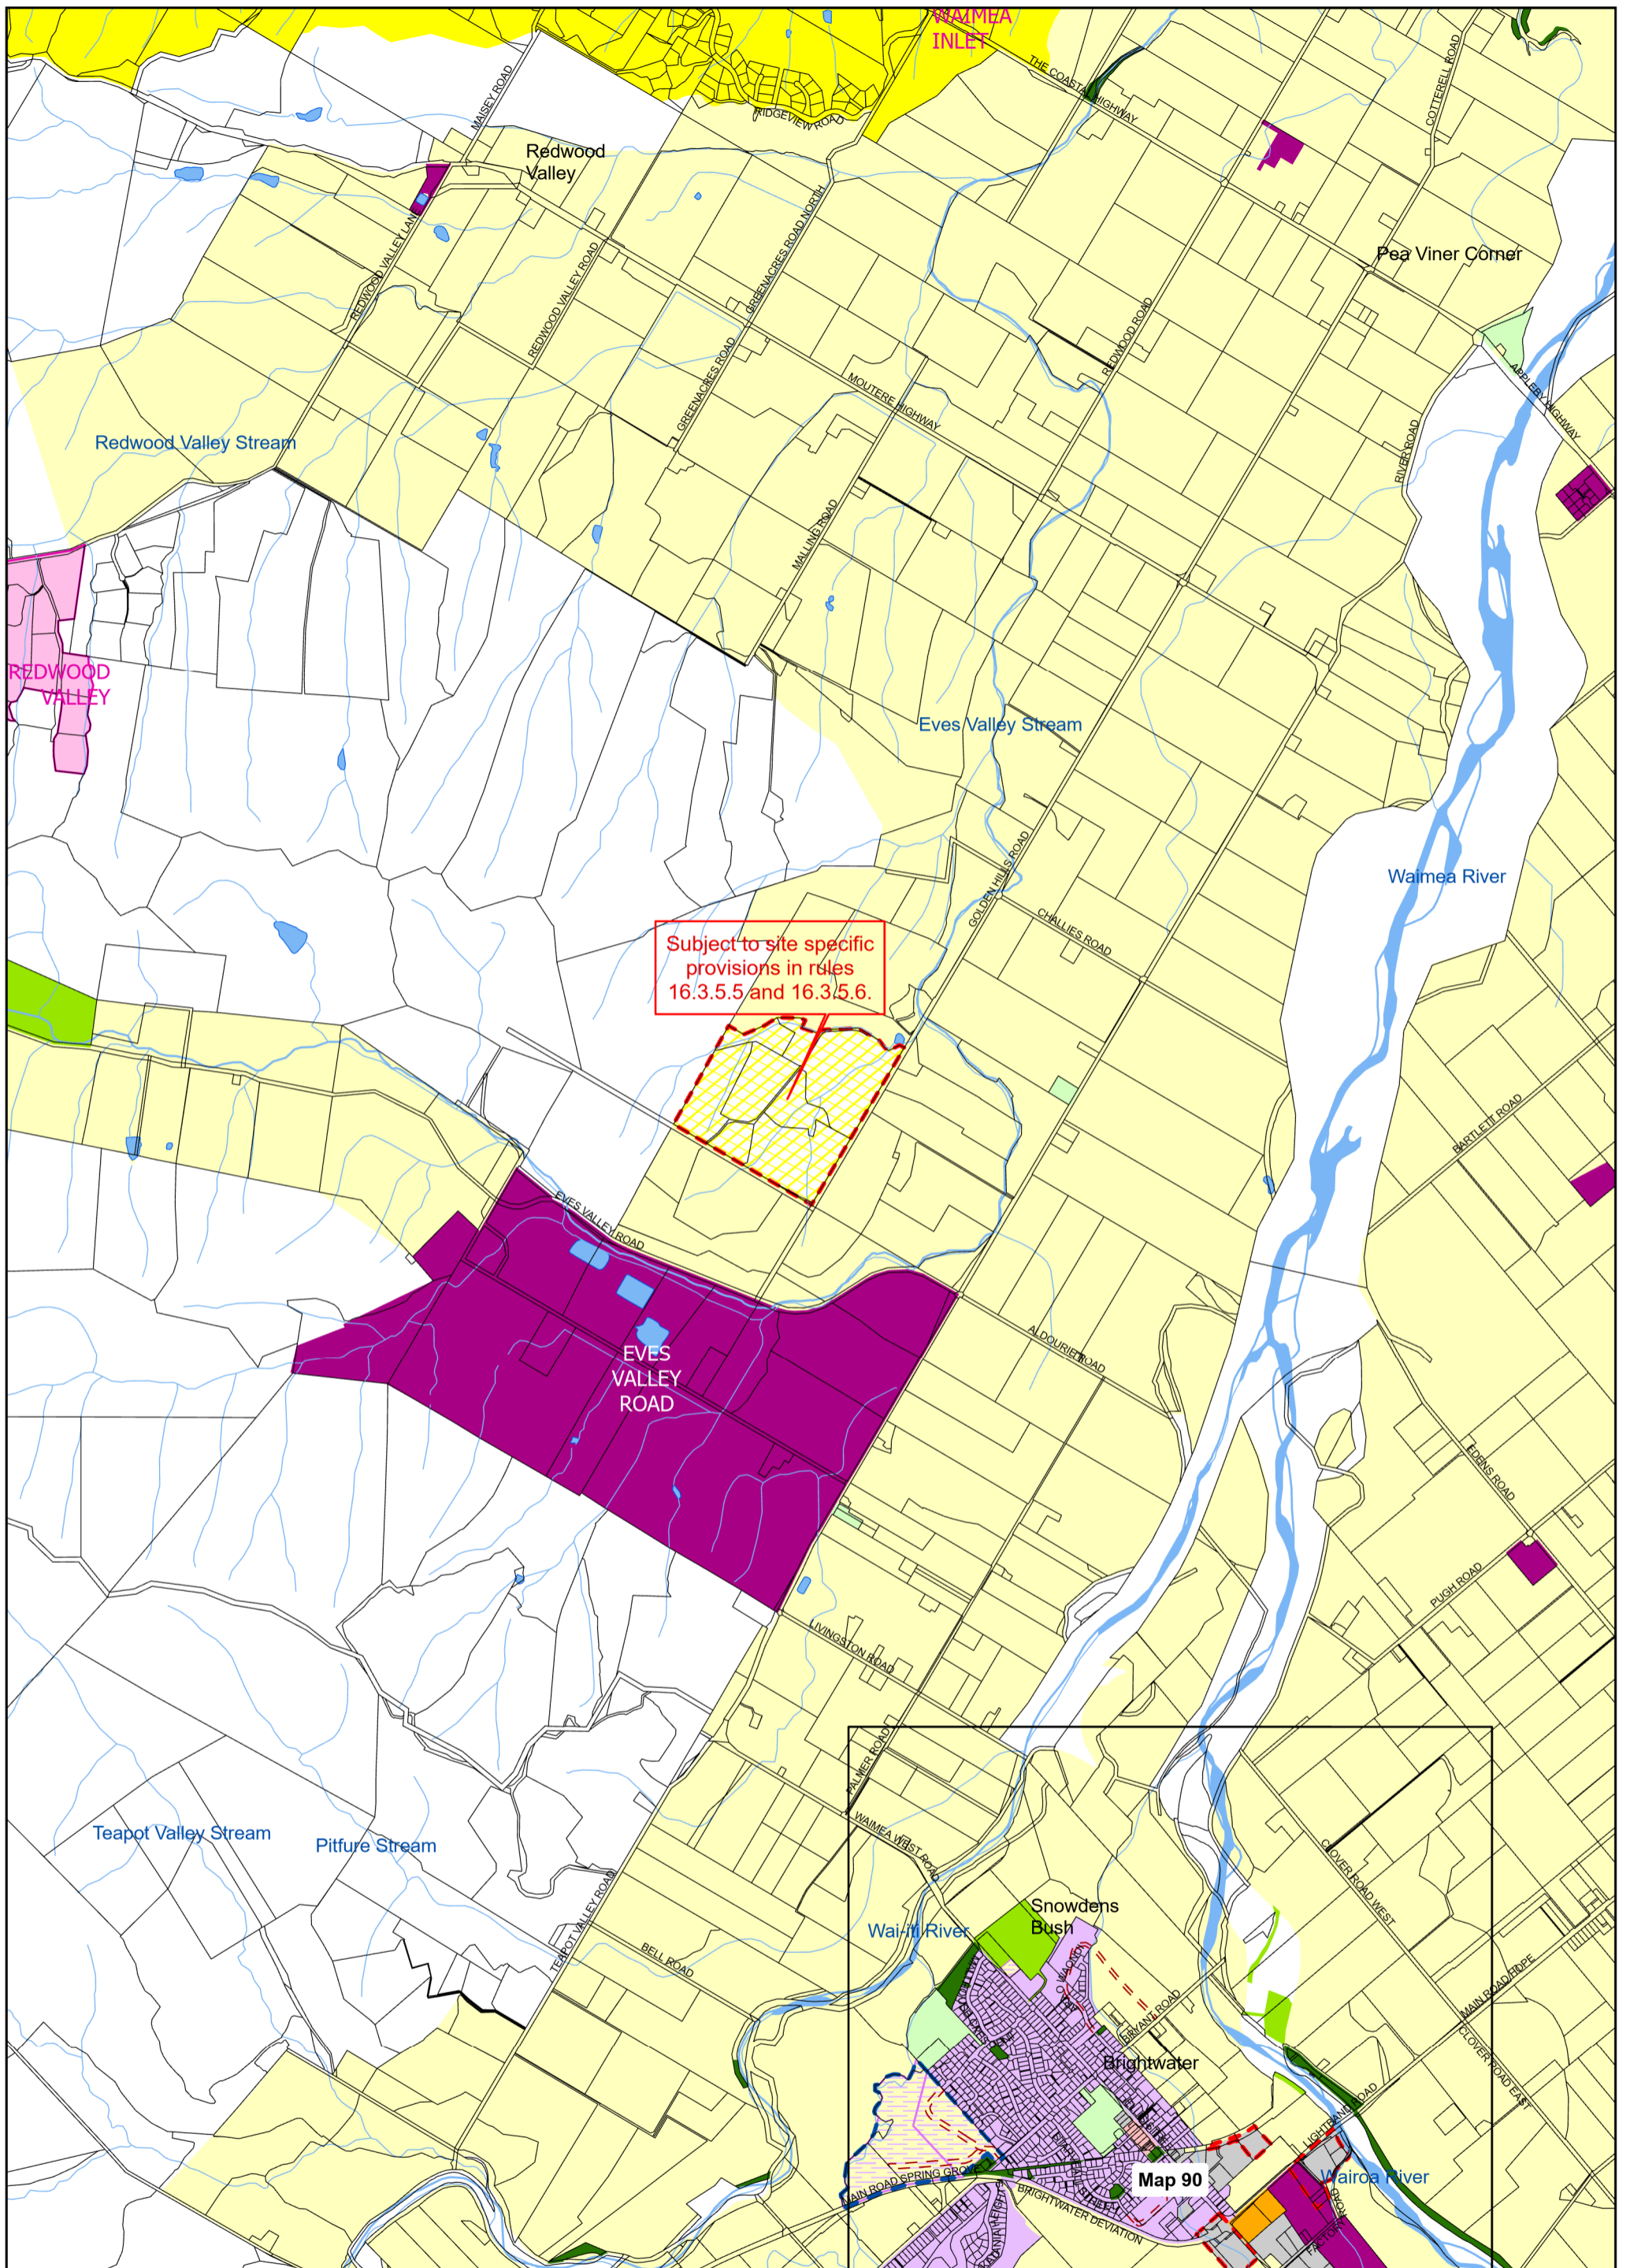 WAIMEA
INLET
MAISEY ROAD
THE COASTAL HIGHWAY
COTTERELL ROAD
RIDGEVIEW ROAD
Redwood
Valley
REDWOOD VALLEY LANE
REDWOOD VALLEY ROAD
GREENACRES ROAD NORTH
GREENACRES ROAD
Pea Viner Corner
REDWOOD ROAD
MOUTERE HIGHWAY
APPLEBY HIGHWAY
RIVER ROAD
Redwood Valley Stream
MALLING ROAD
REDWOOD
VALLEY
Eves Valley Stream
GOLDEN HILLS ROAD
Waimea River
CHALLIES ROAD
Subject to site specific
provisions in rules
16.3.5.5 and 16.3.5.6.
BARTLETT ROAD
EVES VALLEY ROAD
EVES
VALLEY
ROAD
ALDOURIE ROAD
EDENS ROAD
PUGH ROAD
LIVINGSTON ROAD
PALMER ROAD
WAIMEA WEST ROAD
Teapot Valley Stream
Pitfure Stream
CLOVER ROAD WEST
TEAPOT VALLEY ROAD
BELL ROAD
Wai-iti River
Snowdens
Bush
MAIN ROAD HOPE
CLOVER ROAD EAST
BRYANT ROAD
Brightwater
LIGHTBAND ROAD
MAIN ROAD SPRING GROVE
Map 90
Wairoa River
BRIGHTWATER DEVIATION
FACTORY ROAD